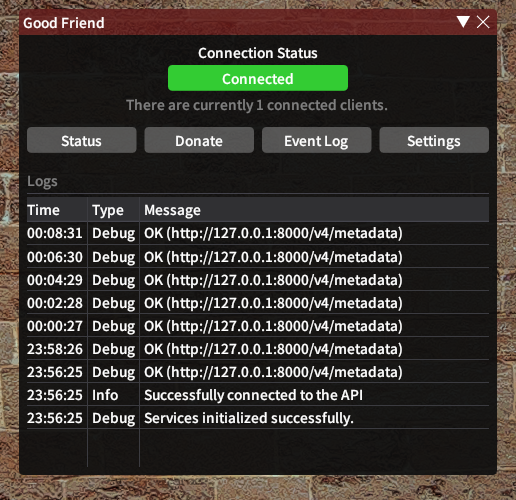 Good Friend
Connection Status
Connected
There are currently 1 connected clients.
Status Donate Event Log Settings
Logs
Time Type Message
00:08:31 Debug OK (http://127.0.0.1:8000/v4/metadata)
00:06:30 Debug OK (http://127.0.0.1:8000/v4/metadata)
00:04:29 Debug OK (http://127.0.0.1:8000/v4/metadata)
00:02:28 Debug OK (http://127.0.0.1:8000/v4/metadata)
00:00:27 Debug OK (http://127.0.0.1:8000/v4/metadata)
23:58:26 Debug OK (http://127.0.0.1:8000/v4/metadata)
23:56:25 Debug OK (http://127.0.0.1:8000/v4/metadata)
23:56:25 Info Successfully connected to the API
23:56:25 Debug Services initialized successfully.